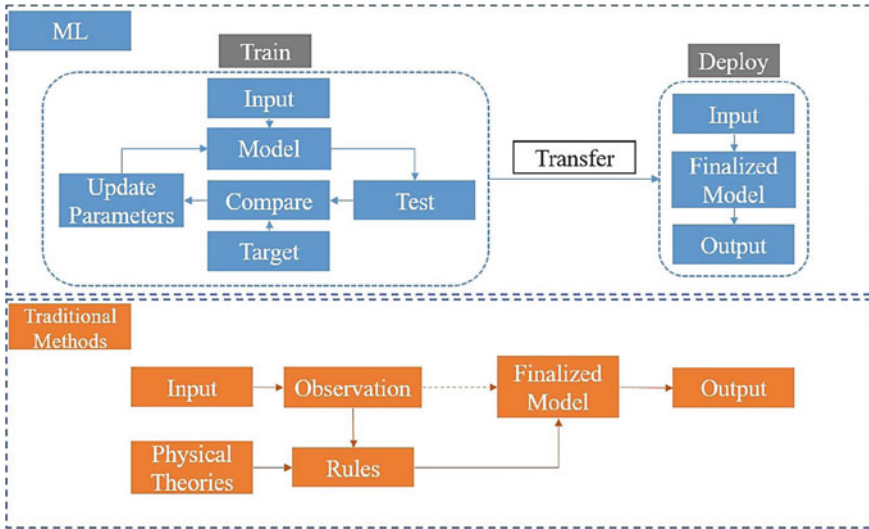 ML
Train
Deploy
Input
Input
Model
Transfer
Finalized
Model
Update
Parameters
Compare
Test
Target
Output
Traditional
Methods
Input
Observation
Finalized
Model
Output
Physical
Theories
Rules